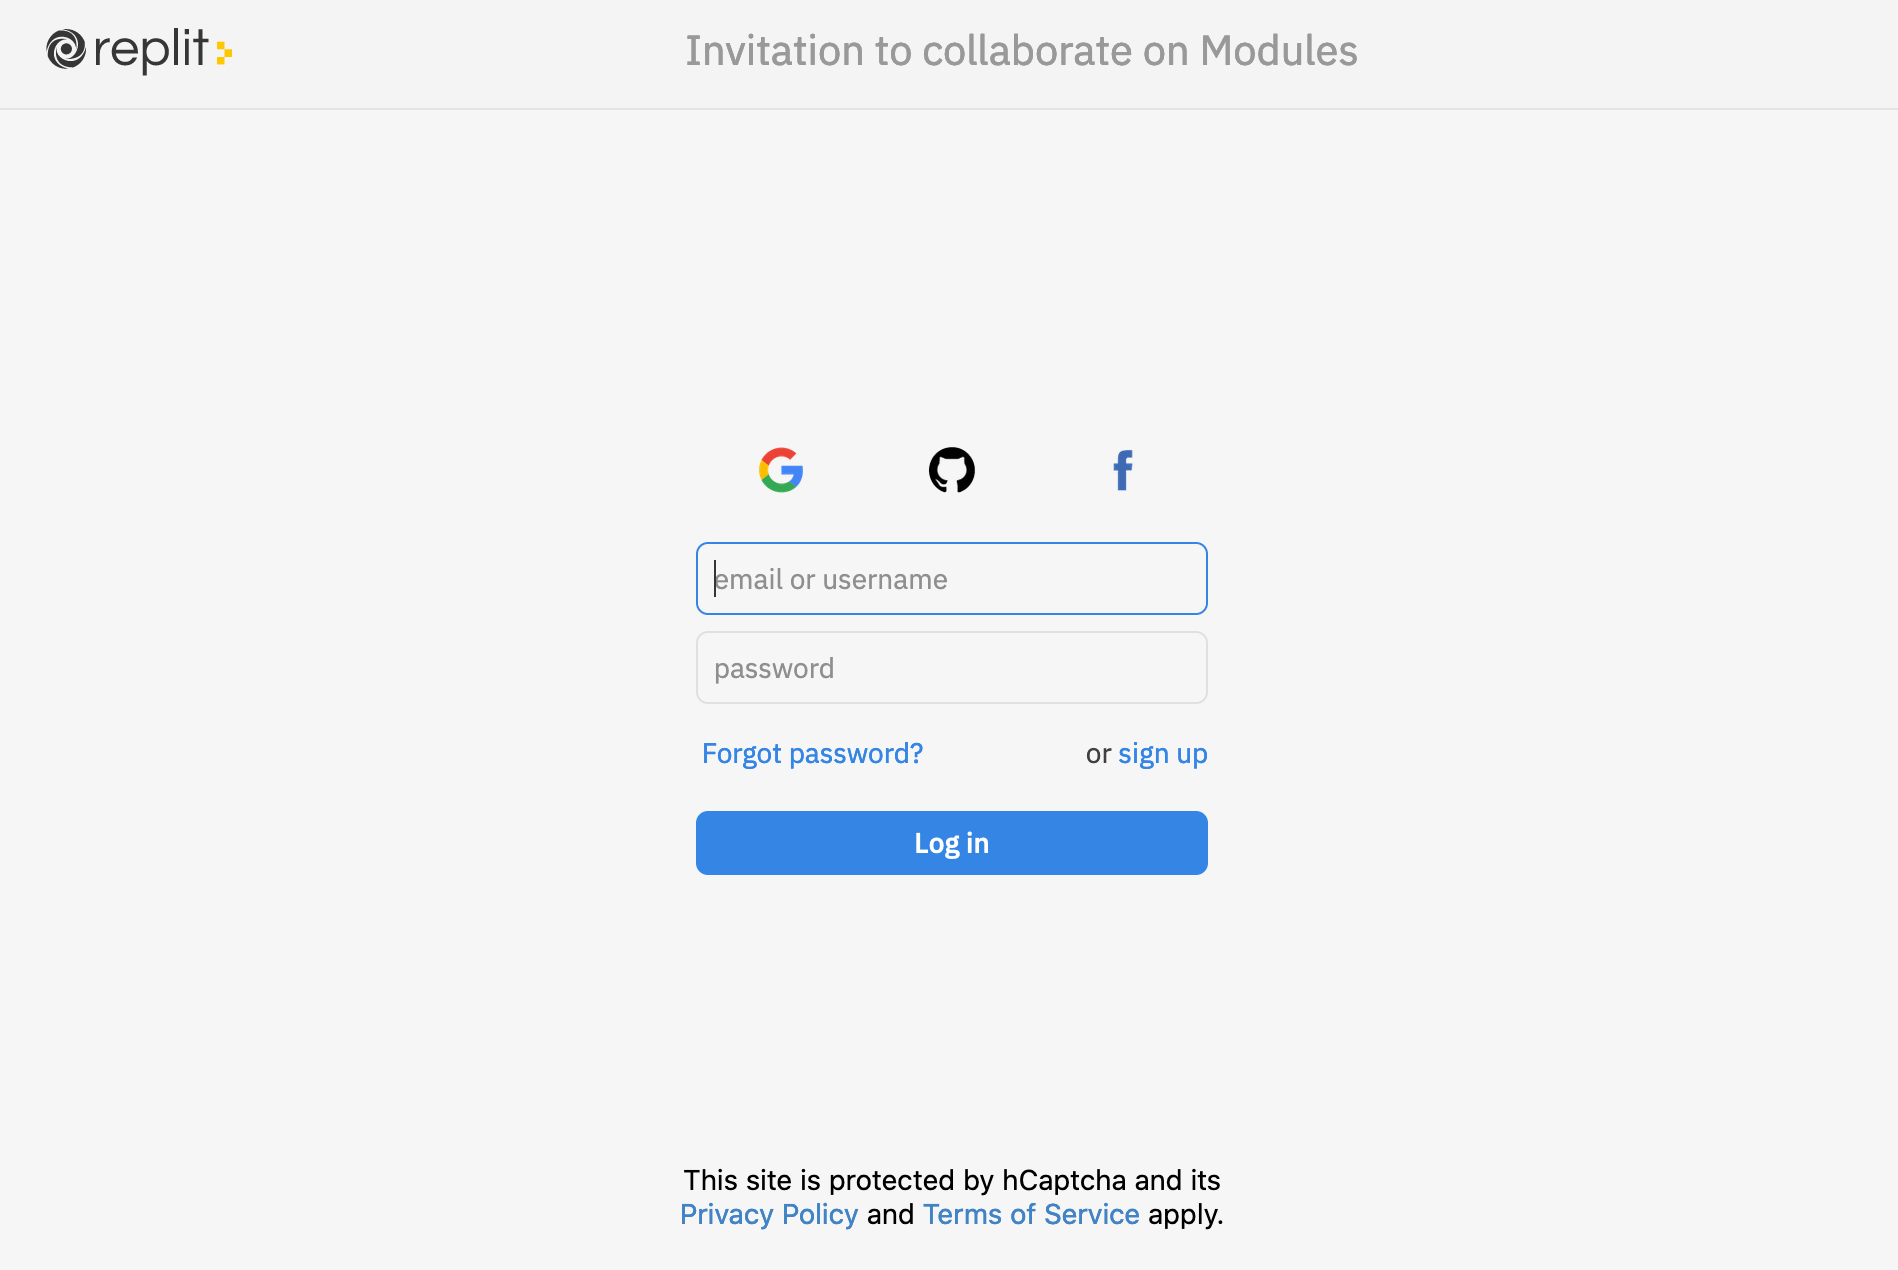 replit
Invitation to collaborate on Modules
email or username
password
Forgot password?
or sign up
Log in
This site is protected by hCaptcha and its
Privacy Policy and Terms of Service apply.